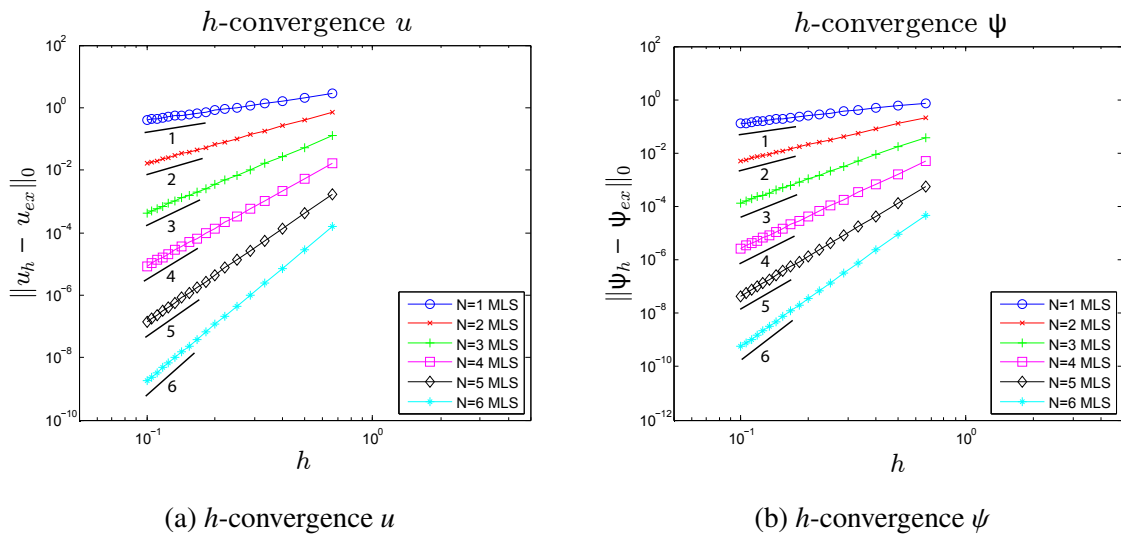 h-convergence u
10^2
10^0
10^-2
10^-4
10^-6
10^-8
10^-10
‖u_h − u_ex‖_0
1
2
3
4
5
6
N=1 MLS
N=2 MLS
N=3 MLS
N=4 MLS
N=5 MLS
N=6 MLS
10^-1
10^0
h
(a) h-convergence u
h-convergence ψ
10^2
10^0
10^-2
10^-4
10^-6
10^-8
10^-10
10^-12
‖ψ_h − ψ_ex‖_0
1
2
3
4
5
6
N=1 MLS
N=2 MLS
N=3 MLS
N=4 MLS
N=5 MLS
N=6 MLS
10^-1
10^0
h
(b) h-convergence ψ